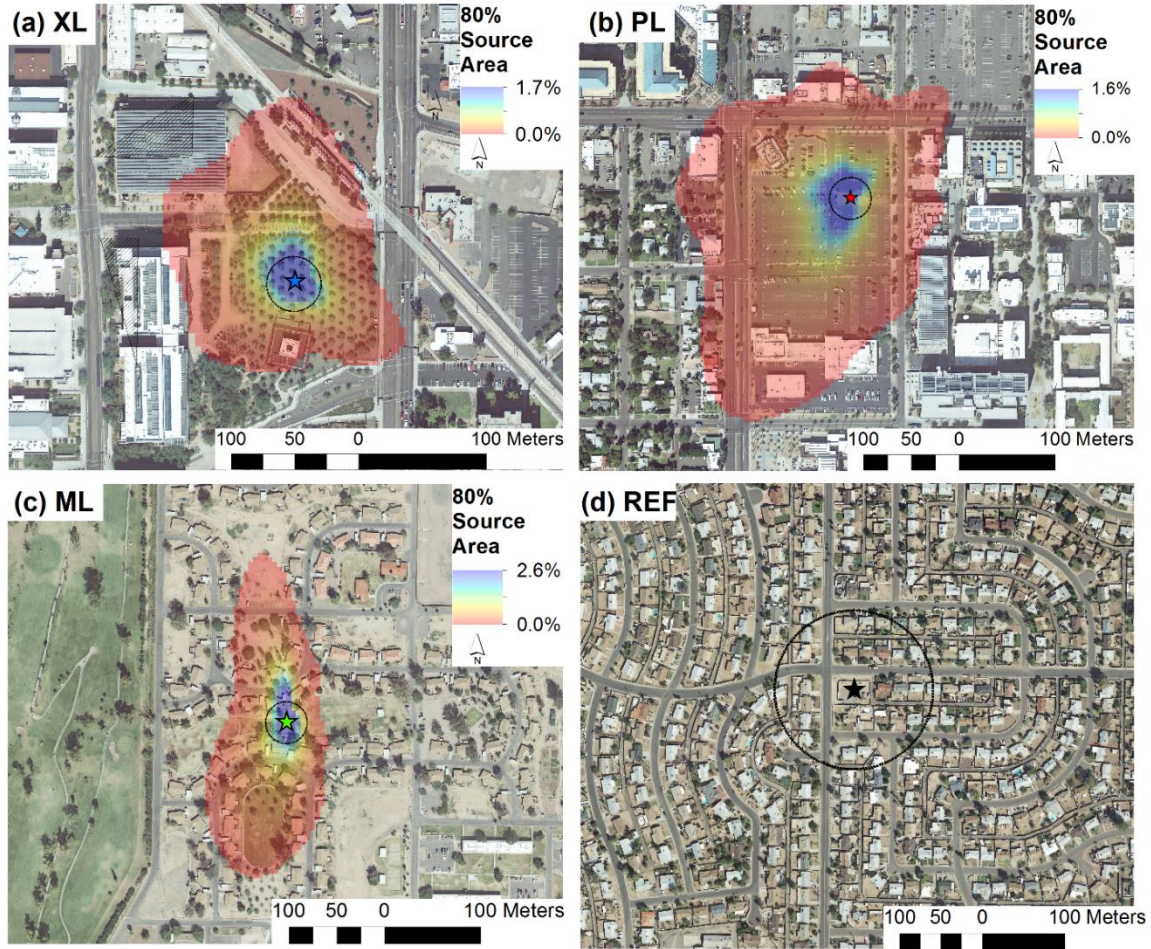 (a) XL
80%
Source
Area
1.7%
0.0%
N
N
100 50 0 100 Meters
(b) PL
80%
Source
Area
1.6%
0.0%
N
100 50 0 100 Meters
(c) ML
80%
Source
Area
2.6%
0.0%
N
100 50 0 100 Meters
(d) REF
100 50 0 100 Meters